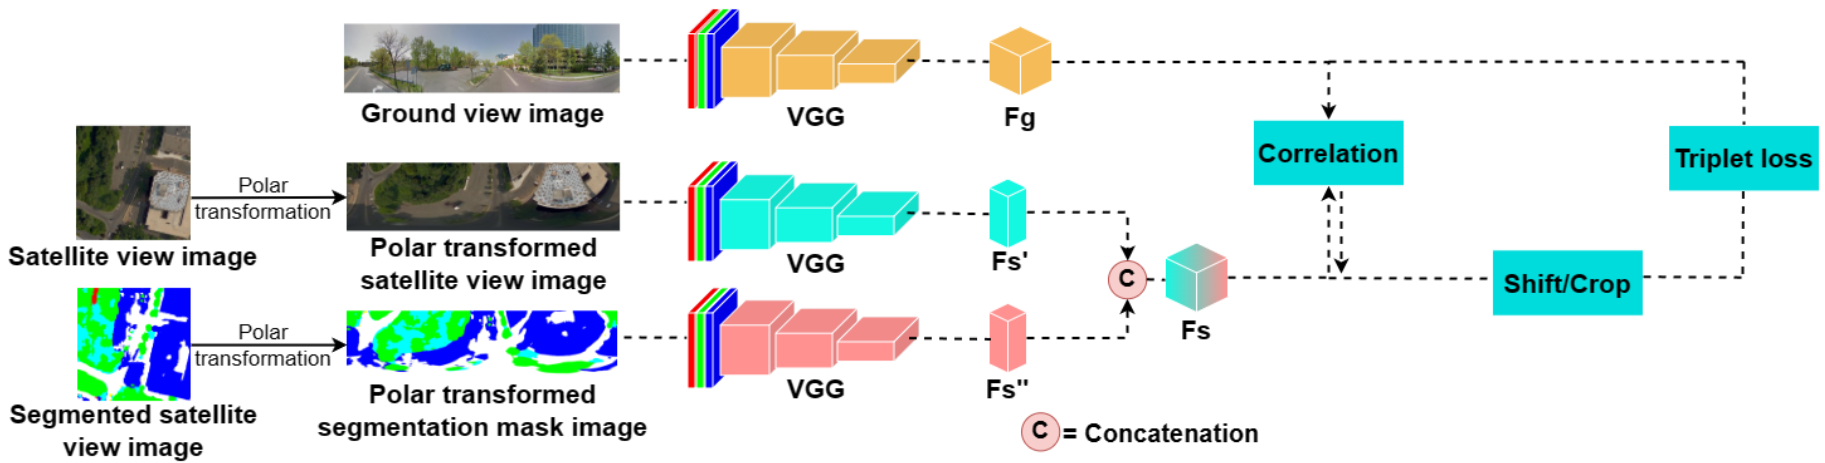 Ground view image
VGG
Fg
Correlation
Triplet loss
Satellite view image
Polar
transformation
Polar transformed
satellite view image
VGG
Fs'
C
Fs
Shift/Crop
Segmented satellite
view image
Polar
transformation
Polar transformed
segmentation mask image
VGG
Fs"
C = Concatenation